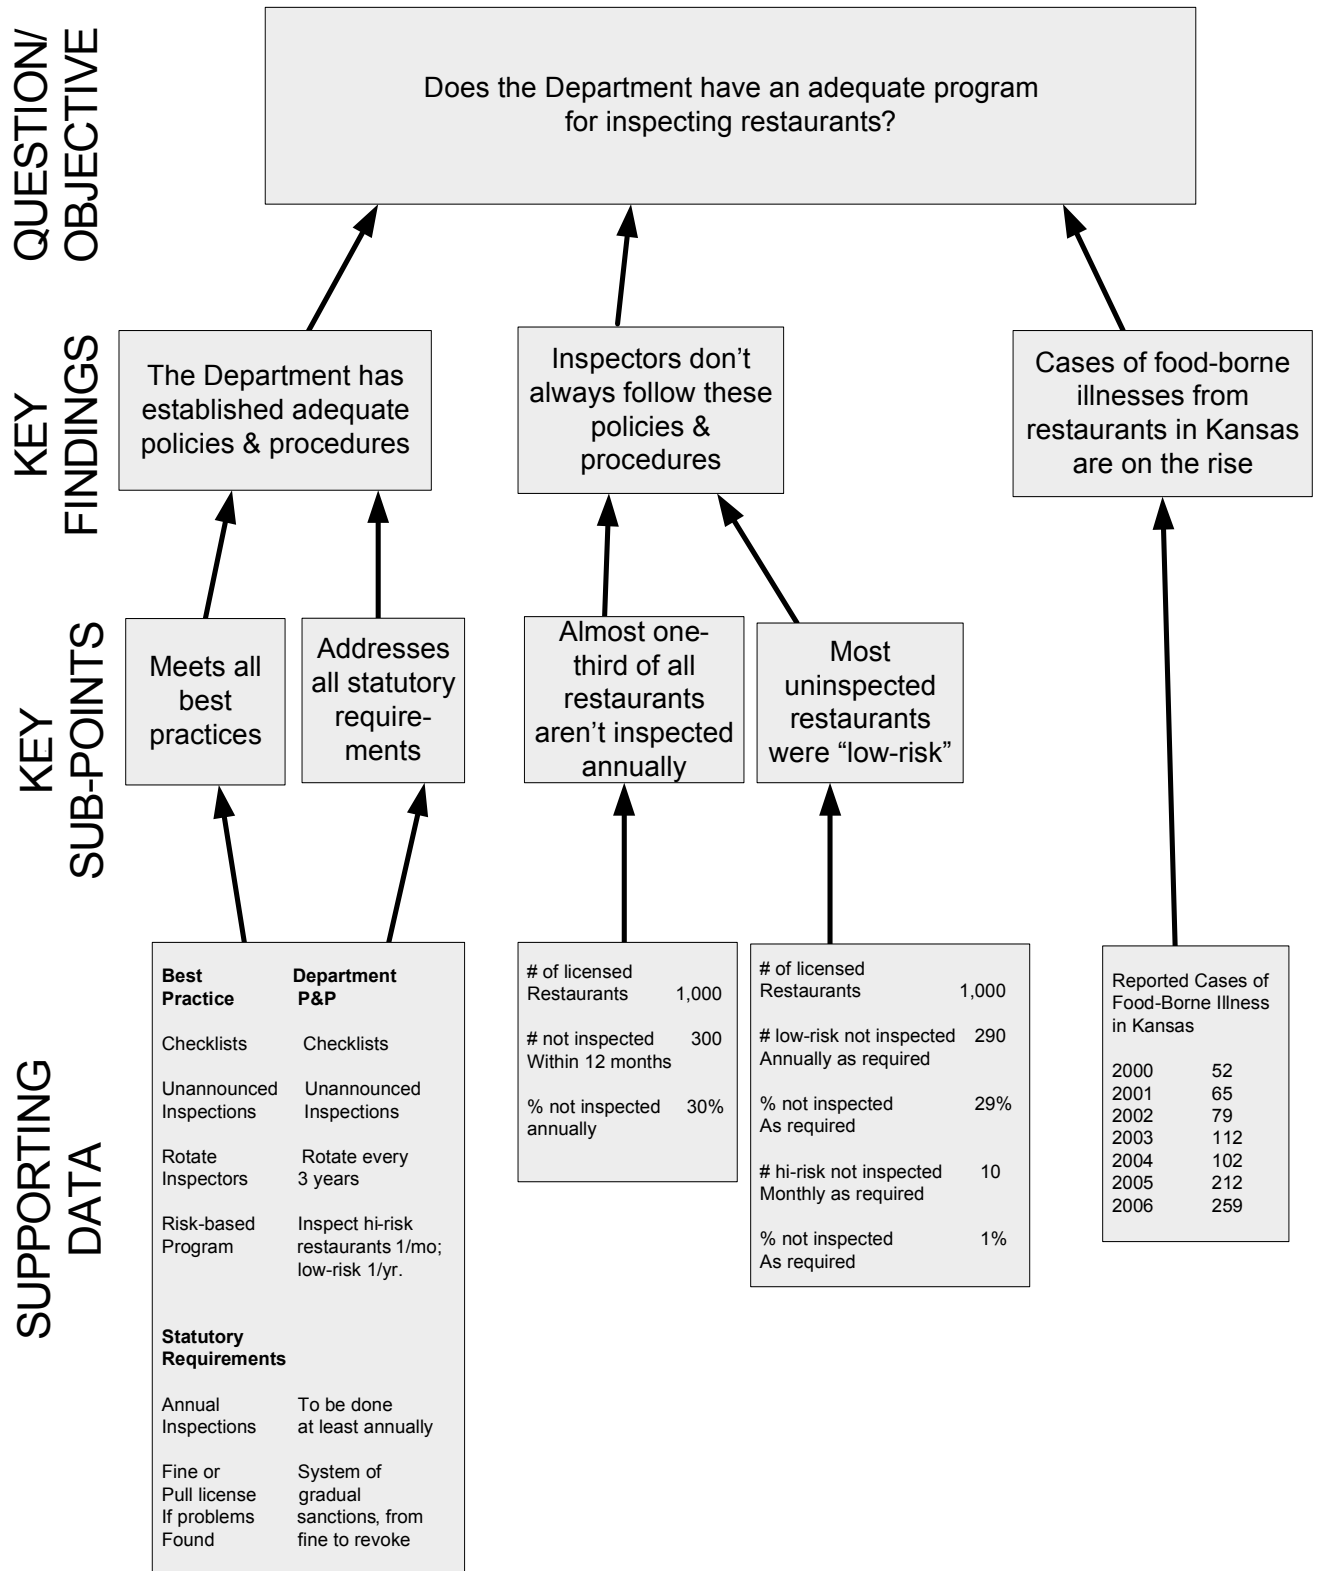 QUESTION/
OBJECTIVE
Does the Department have an adequate program
for inspecting restaurants?
KEY
FINDINGS
The Department has
established adequate
policies & procedures
Inspectors don’t
always follow these
policies &
procedures
Cases of food-borne
illnesses from
restaurants in Kansas
are on the rise
KEY
SUB-POINTS
Meets all
best
practices
Addresses
all statutory
require-
ments
Almost one-
third of all
restaurants
aren’t inspected
annually
Most
uninspected
restaurants
were “low-risk”
SUPPORTING
DATA
Best Department
Practice P&P
Checklists Checklists
Unannounced Unannounced
Inspections Inspections
Rotate Rotate every
Inspectors 3 years
Risk-based Inspect hi-risk
Program restaurants 1/mo;
low-risk 1/yr.
Statutory
Requirements
Annual To be done
Inspections at least annually
Fine or System of
Pull license gradual
If problems sanctions, from
Found fine to revoke
# of licensed
Restaurants 1,000
# not inspected 300
Within 12 months
% not inspected 30%
annually
# of licensed
Restaurants 1,000
# low-risk not inspected 290
Annually as required
% not inspected 29%
As required
# hi-risk not inspected 10
Monthly as required
% not inspected 1%
As required
Reported Cases of
Food-Borne Illness
in Kansas
2000 52
2001 65
2002 79
2003 112
2004 102
2005 212
2006 259